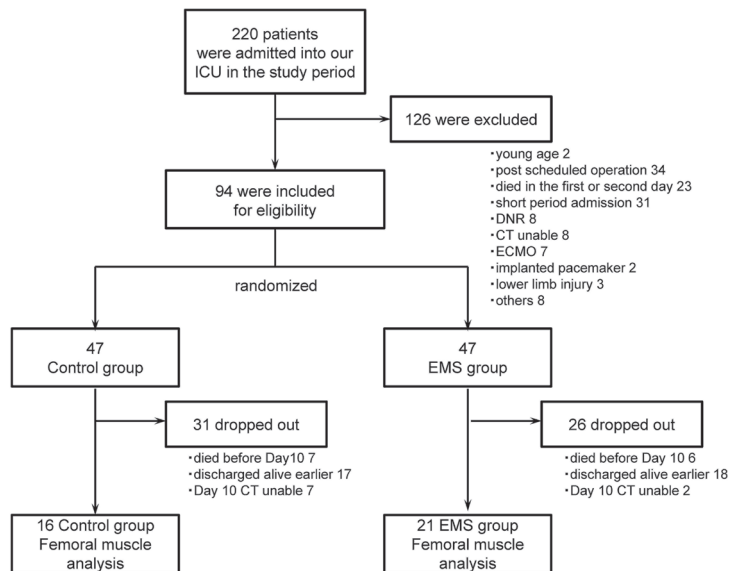 220 patients
were admitted into our
ICU in the study period
126 were excluded
・young age 2
・post scheduled operation 34
・died in the first or second day 23
・short period admission 31
・DNR 8
・CT unable 8
・ECMO 7
・implanted pacemaker 2
・lower limb injury 3
・others 8
94 were included
for eligibility
randomized
47
Control group
47
EMS group
31 dropped out
・died before Day10 7
・discharged alive earlier 17
・Day 10 CT unable 7
26 dropped out
・died before Day 10 6
・discharged alive earlier 18
・Day 10 CT unable 2
16 Control group
Femoral muscle
analysis
21 EMS group
Femoral muscle
analysis